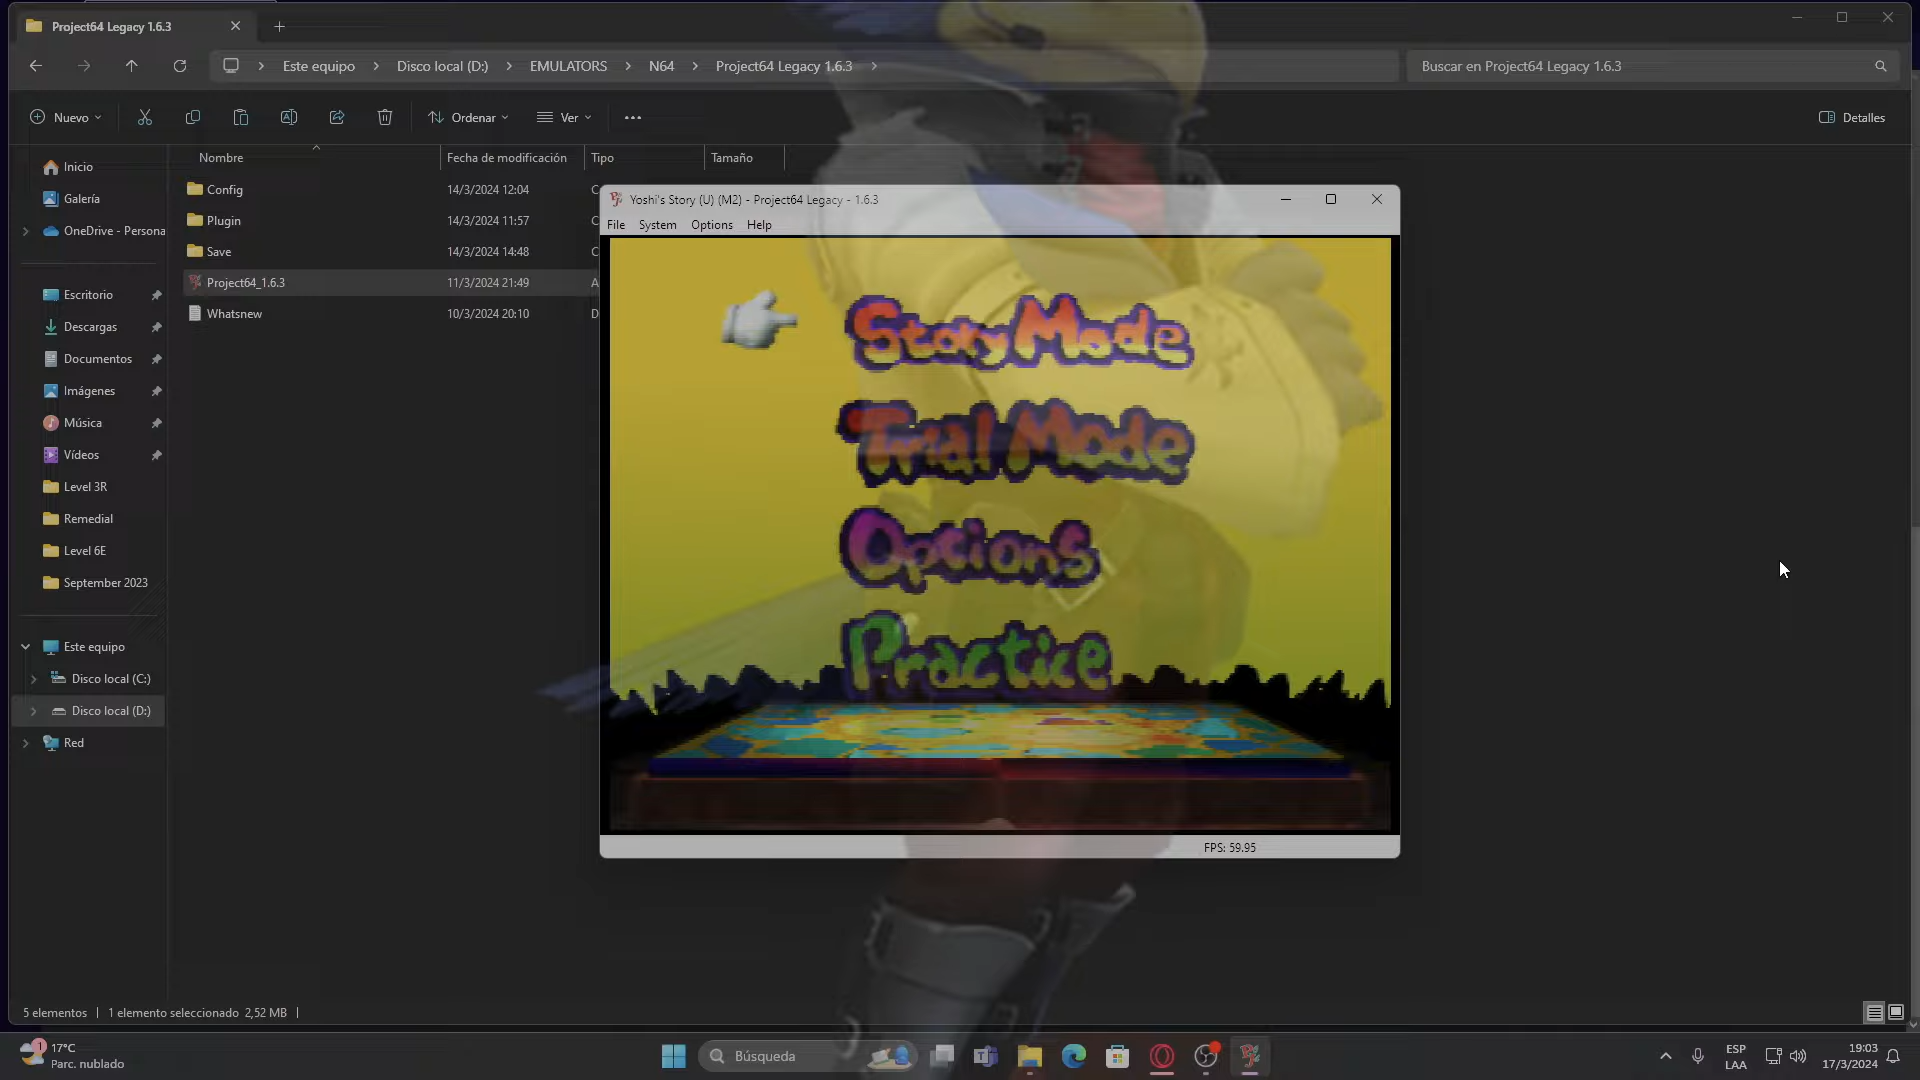 Project64 Legacy 1.6.3
Este equipo
Disco local (D:)
EMULATORS
N64
Project64 Legacy 1.6.3
Buscar en Project64 Legacy 1.6.3
Nuevo
Ordenar
Ver
Detalles
Nombre
Fecha de modificación
Tipo
Tamaño
Config
14/3/2024 12:04
C
Plugin
14/3/2024 11:57
C
Save
14/3/2024 14:48
C
Project64_1.6.3
11/3/2024 21:49
A
Whatsnew
10/3/2024 20:10
D
Inicio
Galería
OneDrive - Persona
Escritorio
Descargas
Documentos
Imágenes
Música
Vídeos
Level 3R
Remedial
Level 6E
September 2023
Este equipo
Disco local (C:)
Disco local (D:)
Red
Yoshi's Story (U) (M2) - Project64 Legacy - 1.6.3
File
System
Options
Help
Story Mode
Trial Mode
Options
Practice
FPS: 59.95
5 elementos
1 elemento seleccionado 2,52 MB
1
17°C
Parc. nublado
Búsqueda
ESP
LAA
19:03
17/3/2024